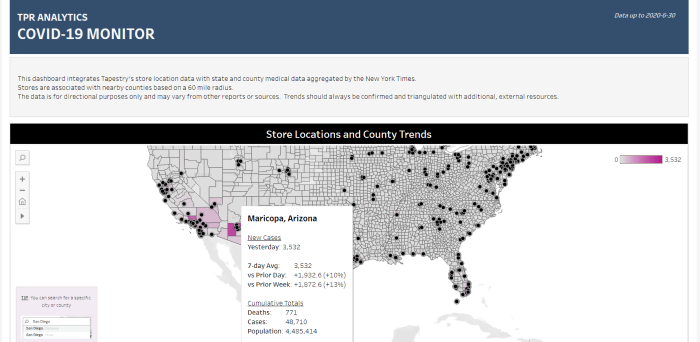 TPR ANALYTICS
Data up to 2020-6-30
COVID-19 MONITOR
This dashboard integrates Tapestry's store location data with state and county medical data aggregated by the New York Times.
Stores are associated with nearby counties based on a 60 mile radius.
The data is for directional purposes only and may vary from other reports or sources. Trends should always be confirmed and triangulated with additional, external resources.
Store Locations and County Trends
0 3,532
Maricopa, Arizona
New Cases
Yesterday: 3,532
7-day Avg: 3,532
vs Prior Day: +1,932.6 (+10%)
vs Prior Week: +1,872.6 (+13%)
Cumulative Totals
Deaths: 771
Cases: 48,710
Population: 4,485,414
You can search for a specific
city or county
San Diego
San Diego
San Diego